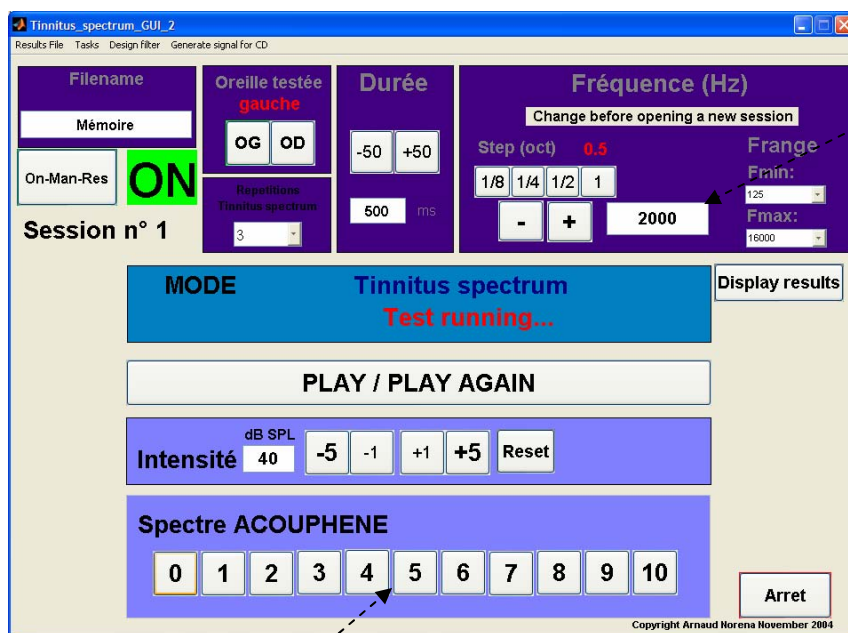 Tinnitus_spectrum_GUI_2
Results File Tasks Design filter Generate signal for CD
Filename
Mémoire
On-Man-Res
ON
Session n° 1
Oreille testée
gauche
OG OD
Repetitions
Tinnitus spectrum
3
Durée
-50 +50
500 ms
Fréquence (Hz)
Change before opening a new session
Step (oct) 0.5
1/8 1/4 1/2 1
- + 2000
Frange
Fmin:
125
Fmax:
16000
MODE Tinnitus spectrum
Test running...
Display results
PLAY / PLAY AGAIN
dB SPL
Intensité 40 -5 -1 +1 +5 Reset
Spectre ACOUPHENE
0 1 2 3 4 5 6 7 8 9 10
Arret
Copyright Arnaud Norena November 2004